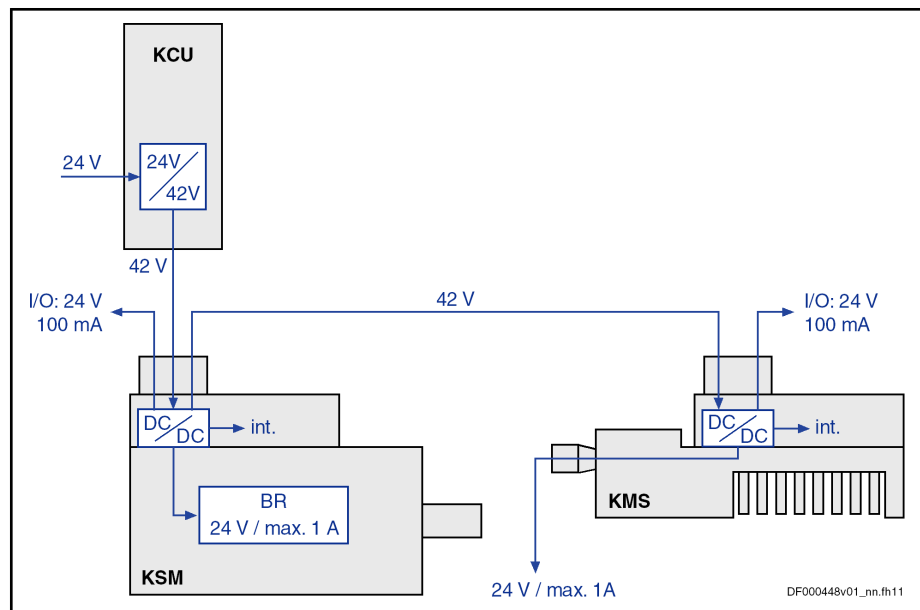 KCU
24 V
24V
42V
42 V
I/O: 24 V
100 mA
42 V
I/O: 24 V
100 mA
DC
DC
int.
DC
DC
int.
BR
24 V / max. 1 A
KMS
KSM
24 V / max. 1A
DF000448v01_nn.fh11